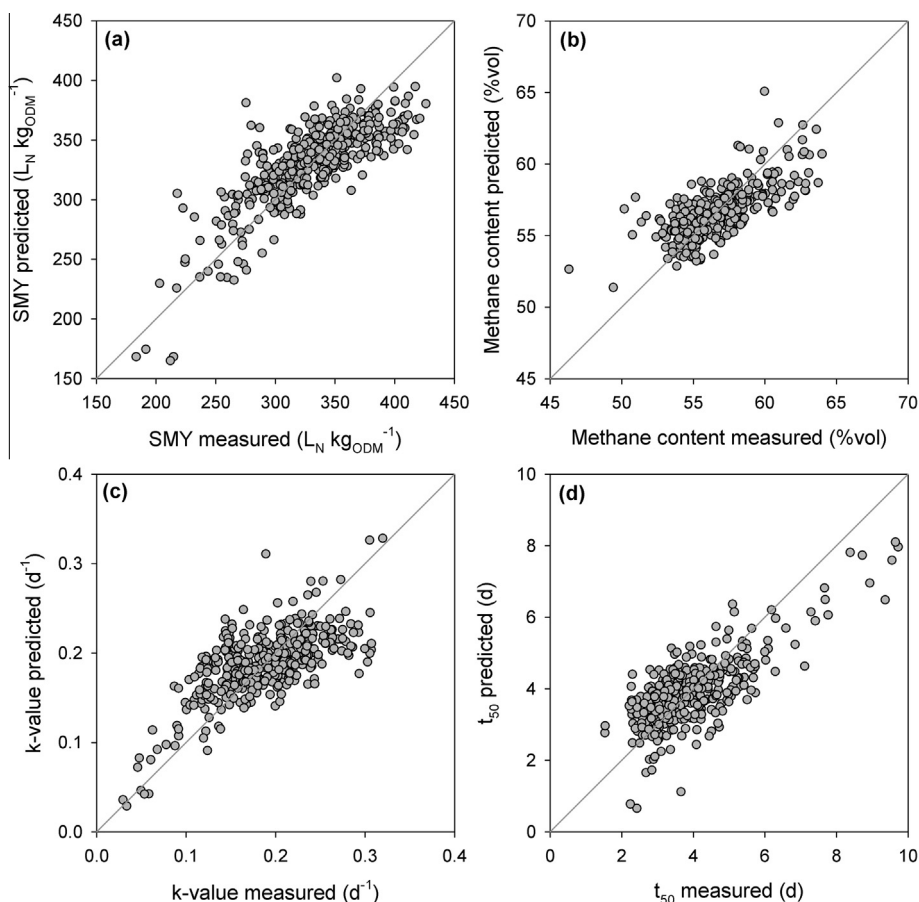 (a)
450
400
350
300
250
200
150
150 200 250 300 350 400 450
SMY predicted (L_N kg_ODM^-1)
SMY measured (L_N kg_ODM^-1)
(b)
70
65
60
55
50
45
45 50 55 60 65 70
Methane content predicted (%vol)
Methane content measured (%vol)
(c)
0.4
0.3
0.2
0.1
0.0
0.0 0.1 0.2 0.3 0.4
k-value predicted (d^-1)
k-value measured (d^-1)
(d)
10
8
6
4
2
0
0 2 4 6 8 10
t_50 predicted (d)
t_50 measured (d)